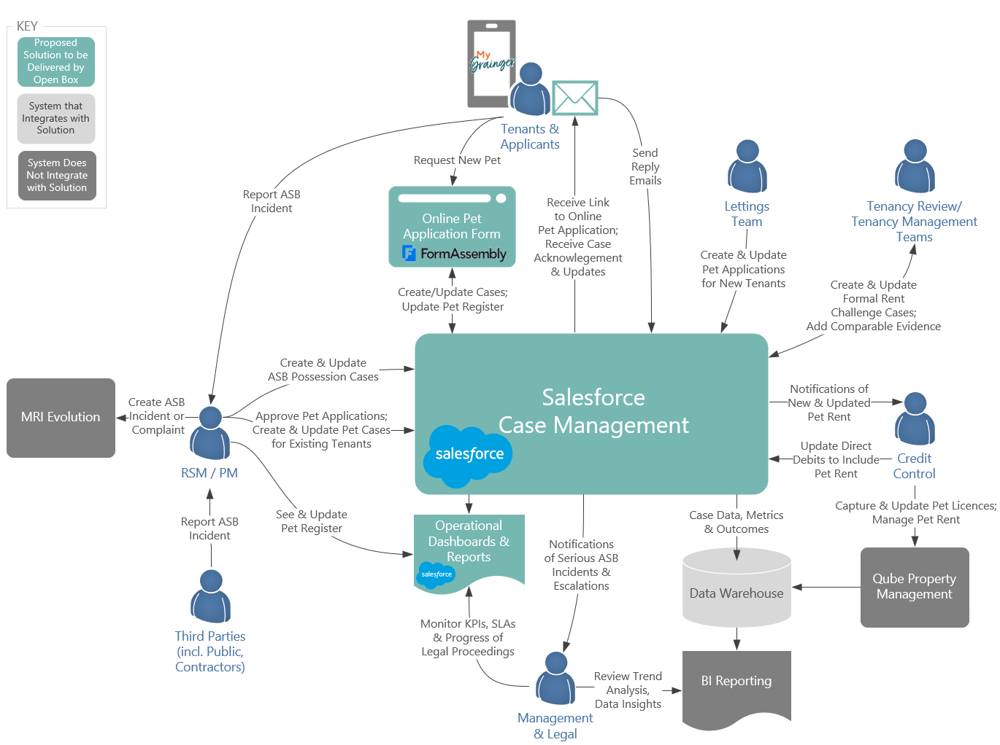 KEY
Proposed
Solution to be
Delivered by
Open Box
System that
Integrates with
Solution
System Does
Not Integrate
with Solution
My
Grainger
Tenants &
Applicants
Request New Pet
Report ASB
Incident
Send
Reply
Emails
Receive Link
to Online
Pet Application;
Receive Case
Acknowlegement
& Updates
Online Pet
Application Form
FormAssembly
Create/Update Cases;
Update Pet Register
Lettings
Team
Create & Update
Pet Applications
for New Tenants
Tenancy Review/
Tenancy Management
Teams
Create & Update
Formal Rent
Challenge Cases;
Add Comparable Evidence
Salesforce
Case Management
salesforce
Create & Update
ASB Possession Cases
MRI Evolution
Create ASB
Incident or
Complaint
Approve Pet Applications;
Create & Update Pet Cases
for Existing Tenants
RSM / PM
Notifications of
New & Updated
Pet Rent
Update Direct
Debits to Include
Pet Rent
Credit
Control
Report ASB
Incident
See & Update
Pet Register
Capture & Update Pet Licences;
Manage Pet Rent
Operational
Dashboards &
Reports
salesforce
Notifications
of Serious ASB
Incidents &
Escalations
Case Data, Metrics
& Outcomes
Data Warehouse
Qube Property
Management
Third Parties
(incl. Public,
Contractors)
Monitor KPIs, SLAs
& Progress of
Legal Proceedings
Management
& Legal
Review Trend
Analysis,
Data Insights
BI Reporting